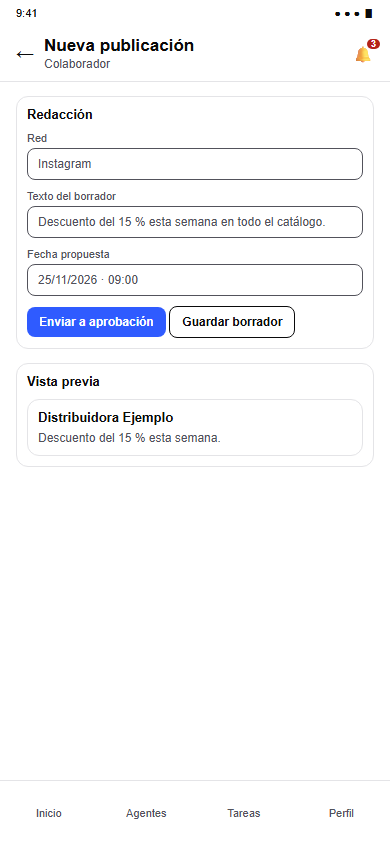 9:41
Nueva publicación
Colaborador
3
Redacción
Red
Instagram
Texto del borrador
Descuento del 15 % esta semana en todo el catálogo.
Fecha propuesta
25/11/2026 · 09:00
Enviar a aprobación Guardar borrador
Vista previa
Distribuidora Ejemplo
Descuento del 15 % esta semana.
Inicio Agentes Tareas Perfil